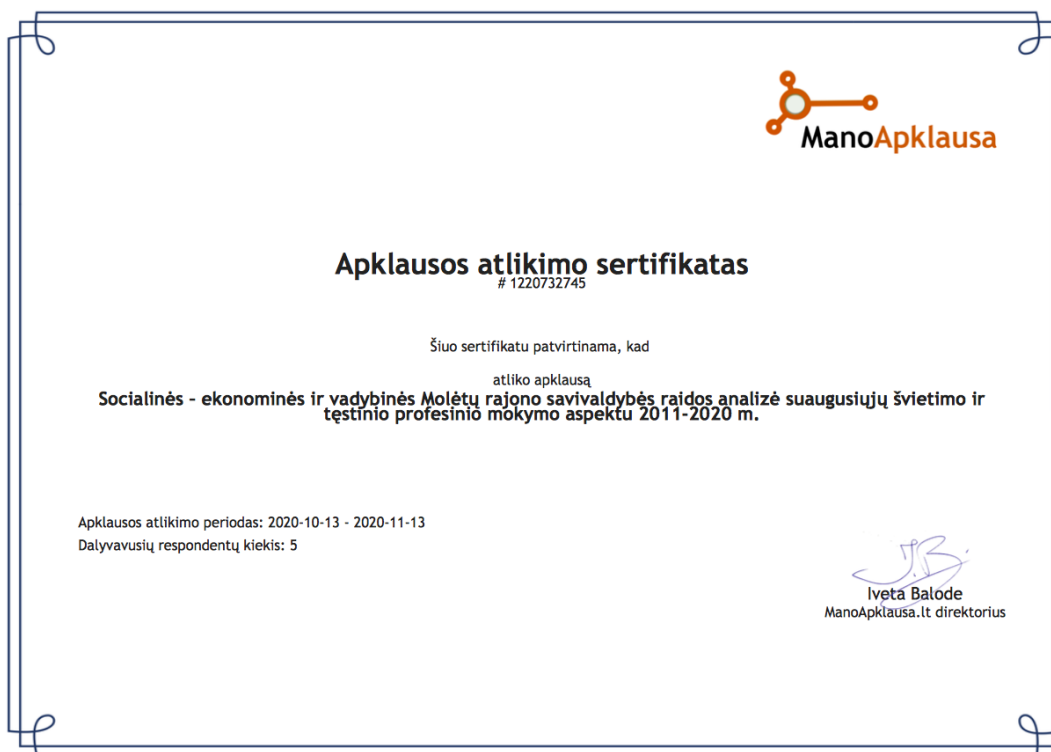 ManoApklausa
Apklausos atlikimo sertifikatas
# 1220732745
Šiuo sertifikatu patvirtinama, kad
atliko apklausą
Socialinės - ekonominės ir vadybinės Molėtų rajono savivaldybės raidos analizė suaugusiųjų švietimo ir
tęstinio profesinio mokymo aspektu 2011-2020 m.
Apklausos atlikimo periodas: 2020-10-13 - 2020-11-13
Dalyvavusių respondentų kiekis: 5
J.B.
Iveta Balode
ManoApklausa.lt direktorius